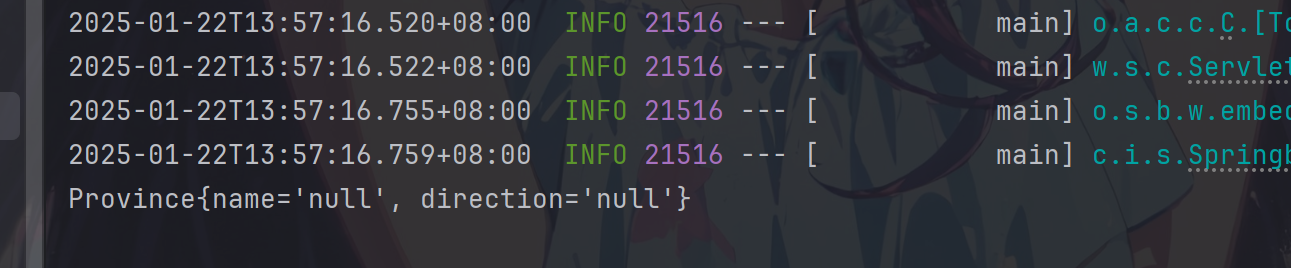 2025-01-22T13:57:16.520+08:00  INFO 21516 --- [           main] o.a.c.c.C.[To
2025-01-22T13:57:16.522+08:00  INFO 21516 --- [           main] w.s.c.Servlet
2025-01-22T13:57:16.755+08:00  INFO 21516 --- [           main] o.s.b.w.embed
2025-01-22T13:57:16.759+08:00  INFO 21516 --- [           main] c.i.s.Springb
Province{name='null', direction='null'}